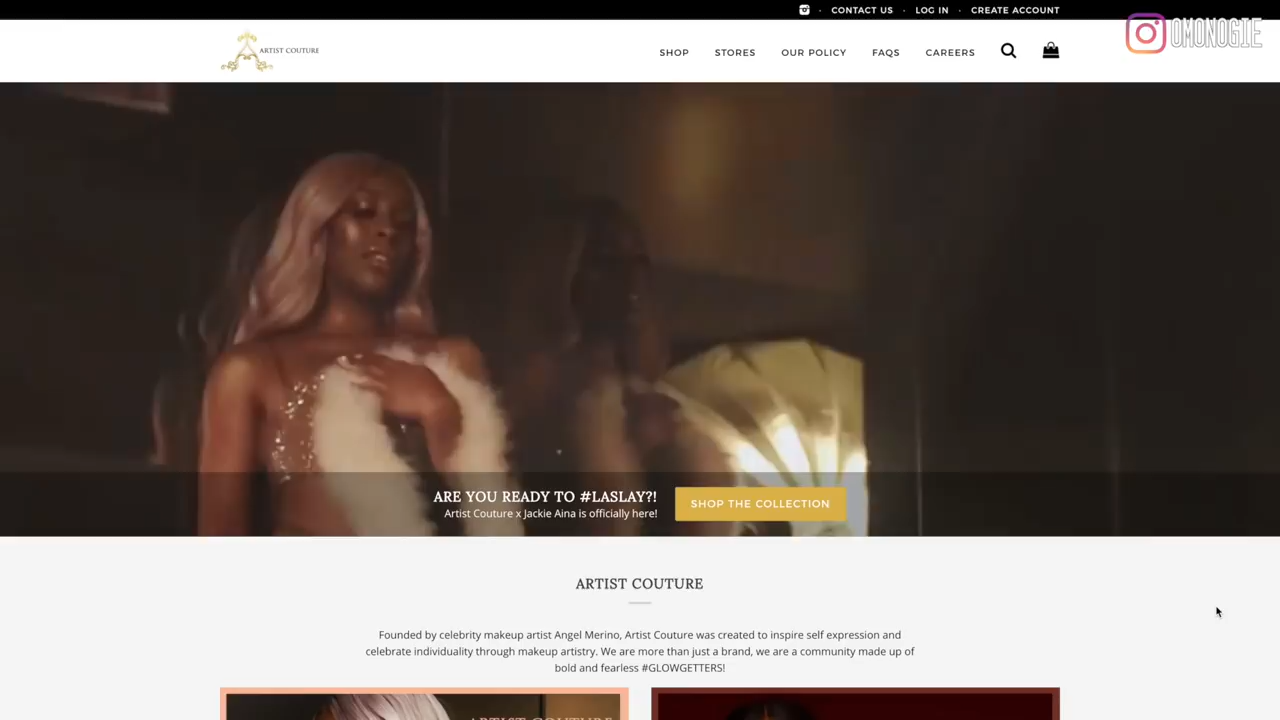 CONTACT US · LOG IN · CREATE ACCOUNT
OMONOGIE
ARTIST COUTURE
SHOP STORES OUR POLICY FAQS CAREERS
ARE YOU READY TO #LASLAY?!
Artist Couture x Jackie Aina is officially here!
SHOP THE COLLECTION
ARTIST COUTURE
Founded by celebrity makeup artist Angel Merino, Artist Couture was created to inspire self expression and
celebrate individuality through makeup artistry. We are more than just a brand, we are a community made up of
bold and fearless #GLOWGETTERS!
ARTIST COUTURE